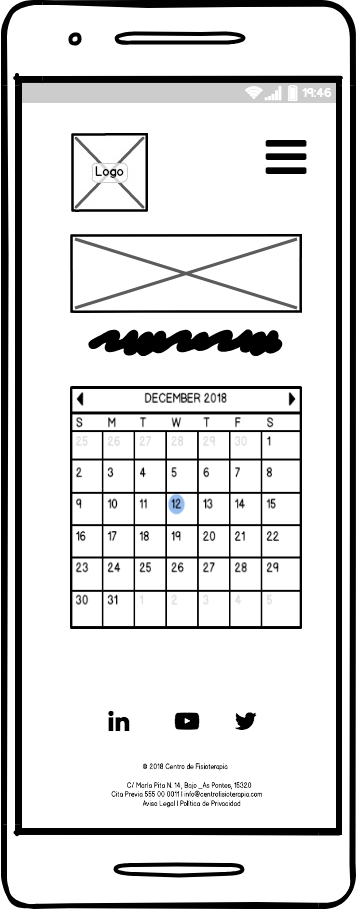 19:46
Logo
DECEMBER 2018
S M T W T F S
25 26 27 28 29 30 1
2 3 4 5 6 7 8
9 10 11 12 13 14 15
16 17 18 19 20 21 22
23 24 25 26 27 28 29
30 31 1 2 3 4 5
in
© 2018 Centro de Fisioterapia
C/ María Pita N. 14, Bajo _As Pontes, 15320
Cita Previa 555 00 0011 | info@centrofisioterapia.com
Aviso Legal | Política de Privacidad